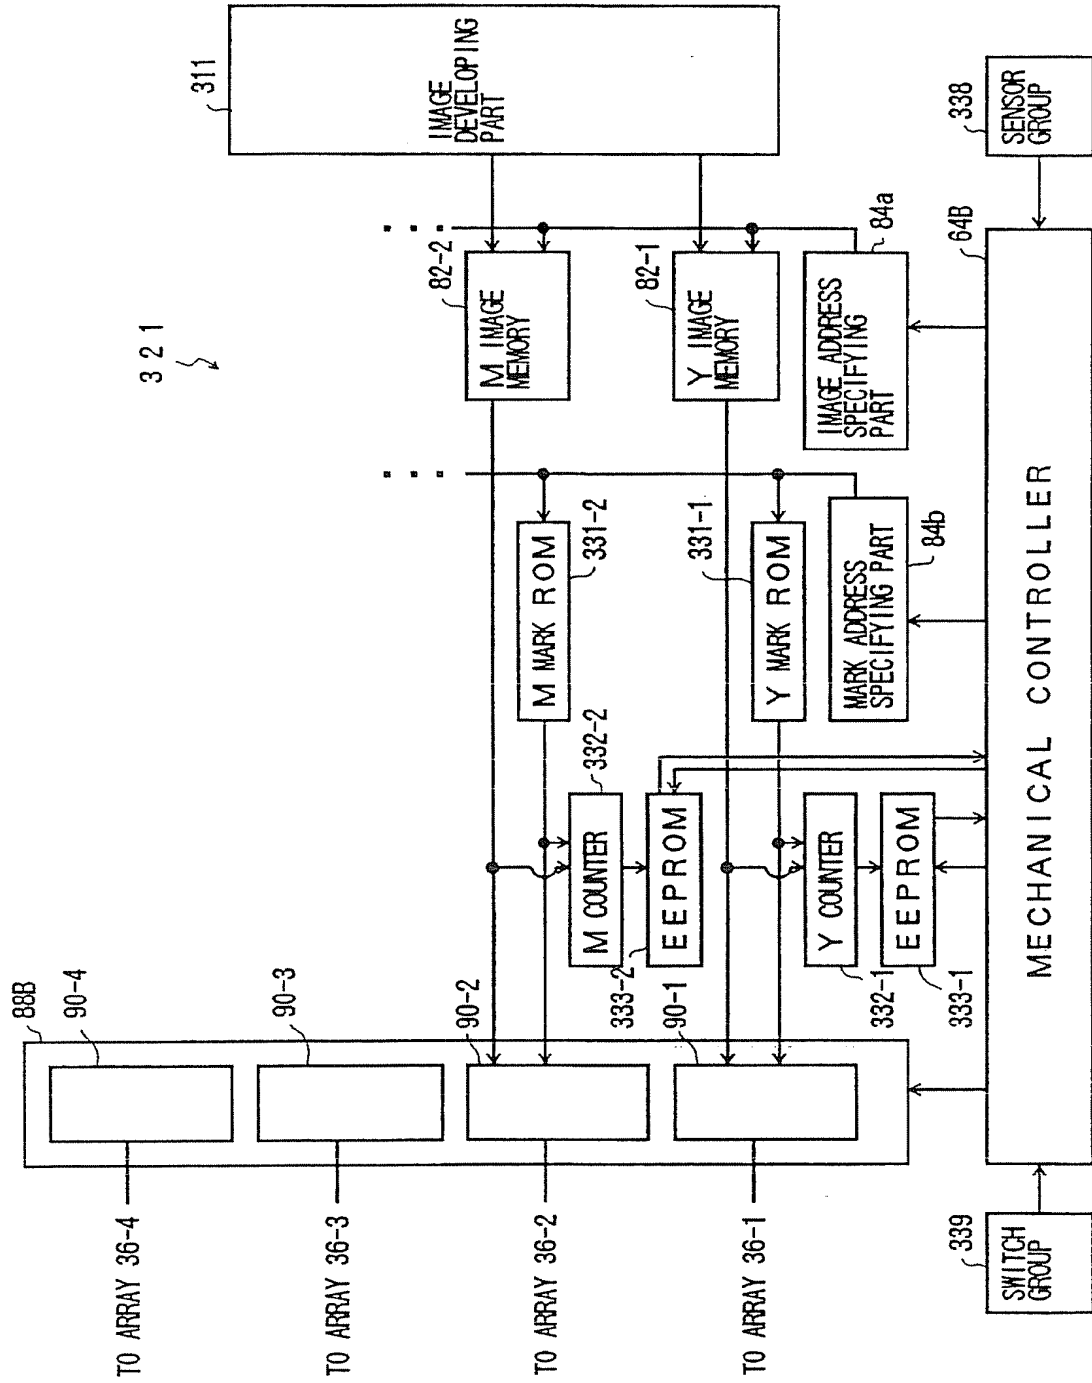 3 2 1
88B
90-4
90-3
90-2
90-1
TO ARRAY 36-4
TO ARRAY 36-3
TO ARRAY 36-2
TO ARRAY 36-1
311
IMAGE
DEVELOPING
PART
82-2
M IMAGE
MEMORY
82-1
Y IMAGE
MEMORY
84a
IMAGE ADDRESS
SPECIFYING
PART
331-2
M MARK ROM
331-1
Y MARK ROM
84b
MARK ADDRESS
SPECIFYING PART
332-2
M COUNTER
333-2
EEPROM
332-1
Y COUNTER
333-1
EEPROM
64B
MECHANICAL CONTROLLER
338
SENSOR
GROUP
339
SWITCH
GROUP